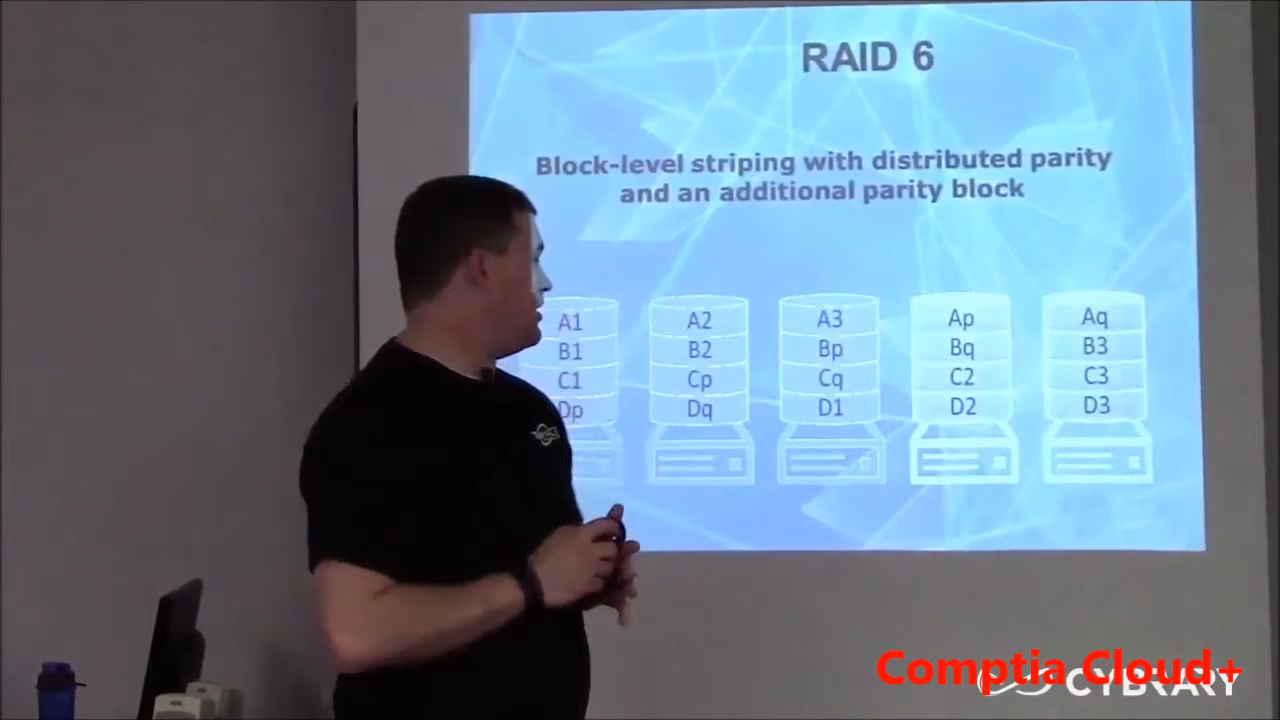 RAID 6
Block-level striping with distributed parity
and an additional parity block
A1 A2 A3 Ap Aq
B1 B2 Bp Bq B3
C1 Cp Cq C2 C3
Dp Dq D1 D2 D3
Comptia Cloud+
CYBRARY